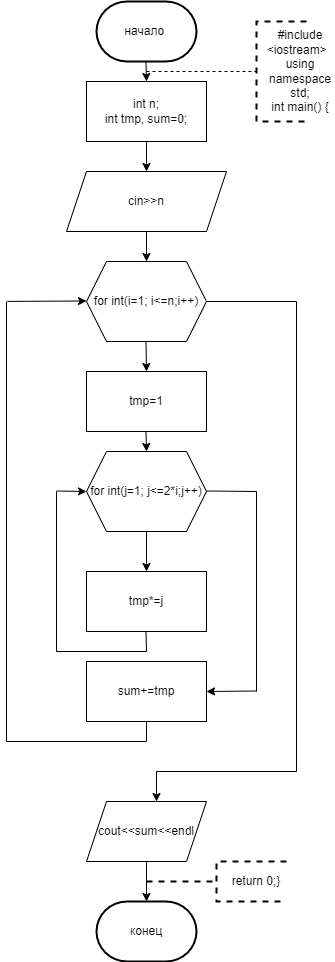 начало
#include
<iostream>
using
namespace
std;
int main() {
int n;
int tmp, sum=0;
cin>>n
for int(i=1; i<=n;i++)
tmp=1
for int(j=1; j<=2*i;j++)
tmp*=j
sum+=tmp
cout<<sum<<endl
return 0;}
конец